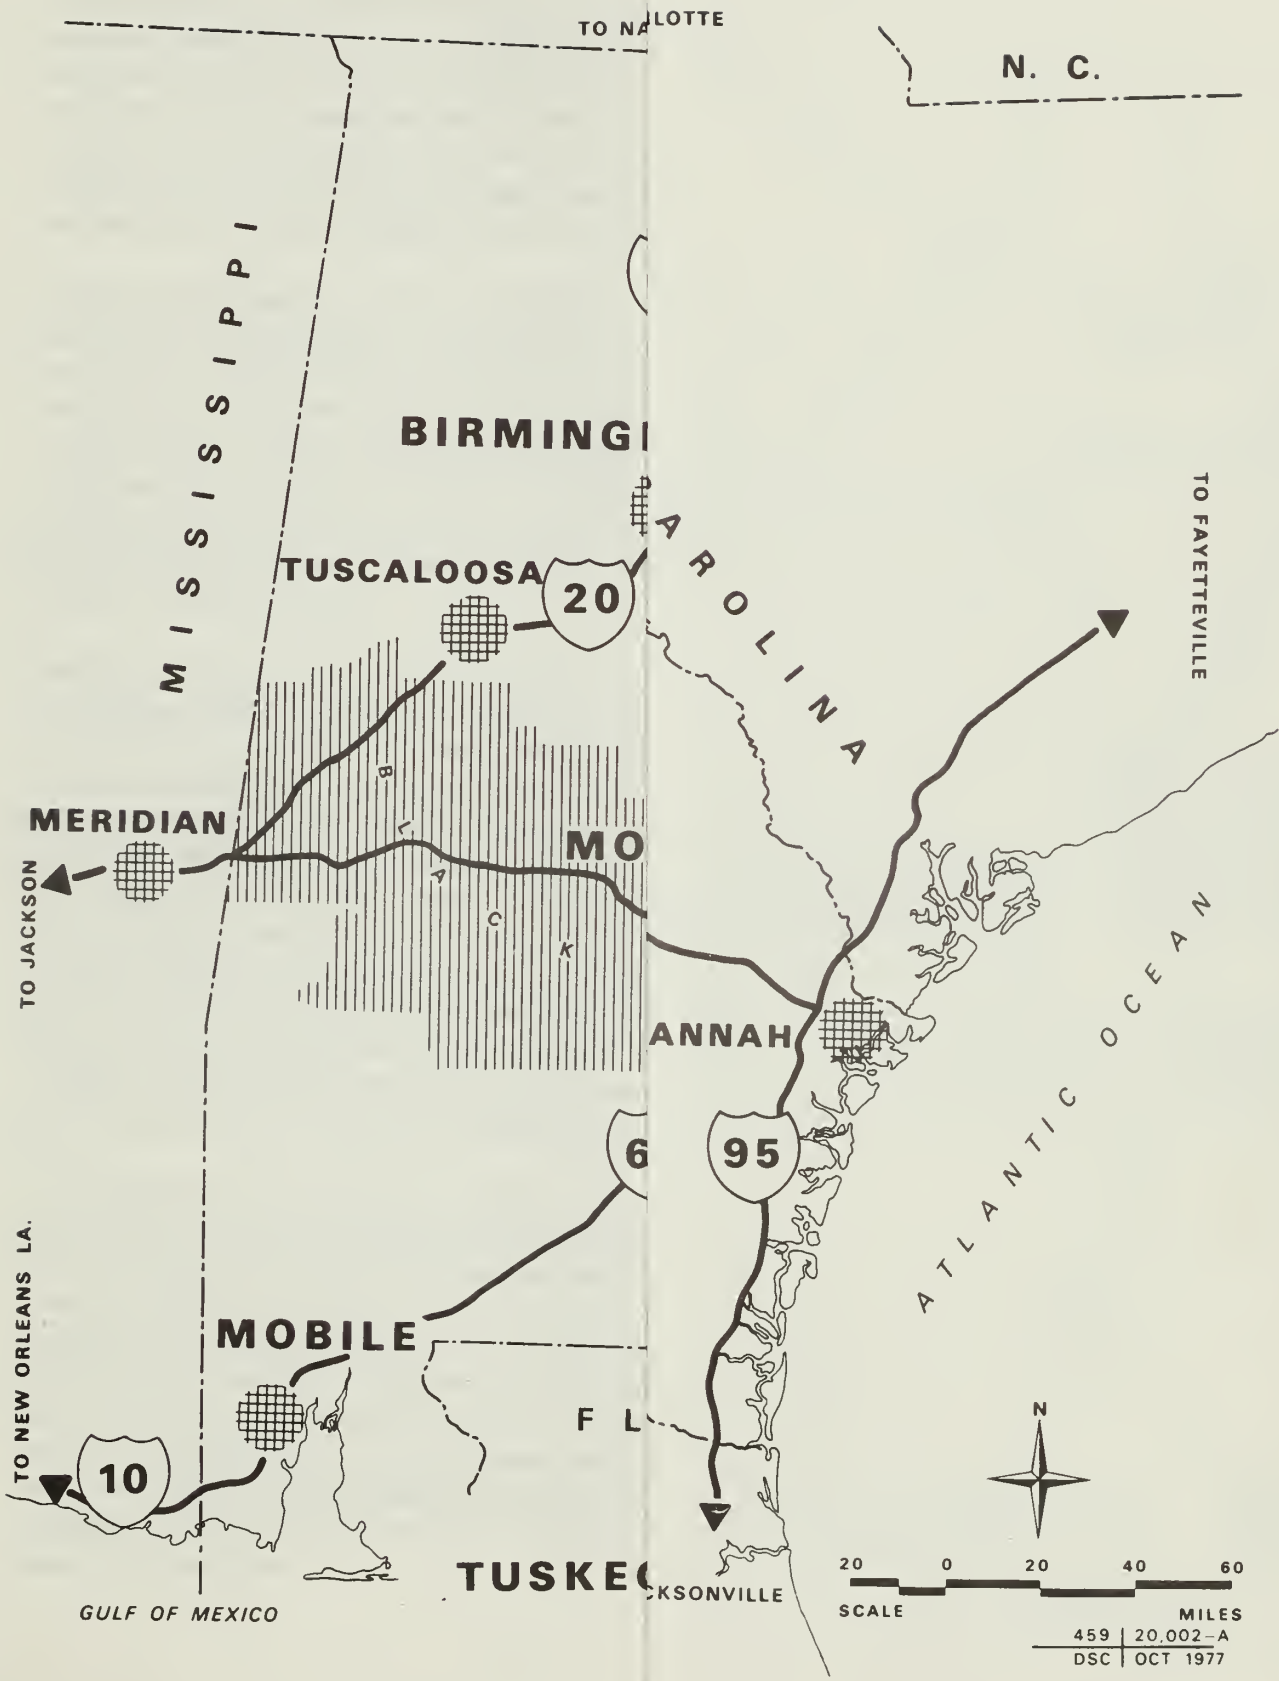 TO NA
LOTTE
N. C.
MISSISSIPPI
BIRMING
AROLINA
TO FAYETTEVILLE
TUSCALOOSA
20
BLACK
MERIDIAN
MO
TO JACKSON
ANNAH
ATLANTIC OCEAN
6
95
TO NEW ORLEANS LA.
MOBILE
F L
10
N
TUSKE
CKSONVILLE
20 0 20 40 60
SCALE MILES
GULF OF MEXICO
459 20,002-A
DSC OCT 1977